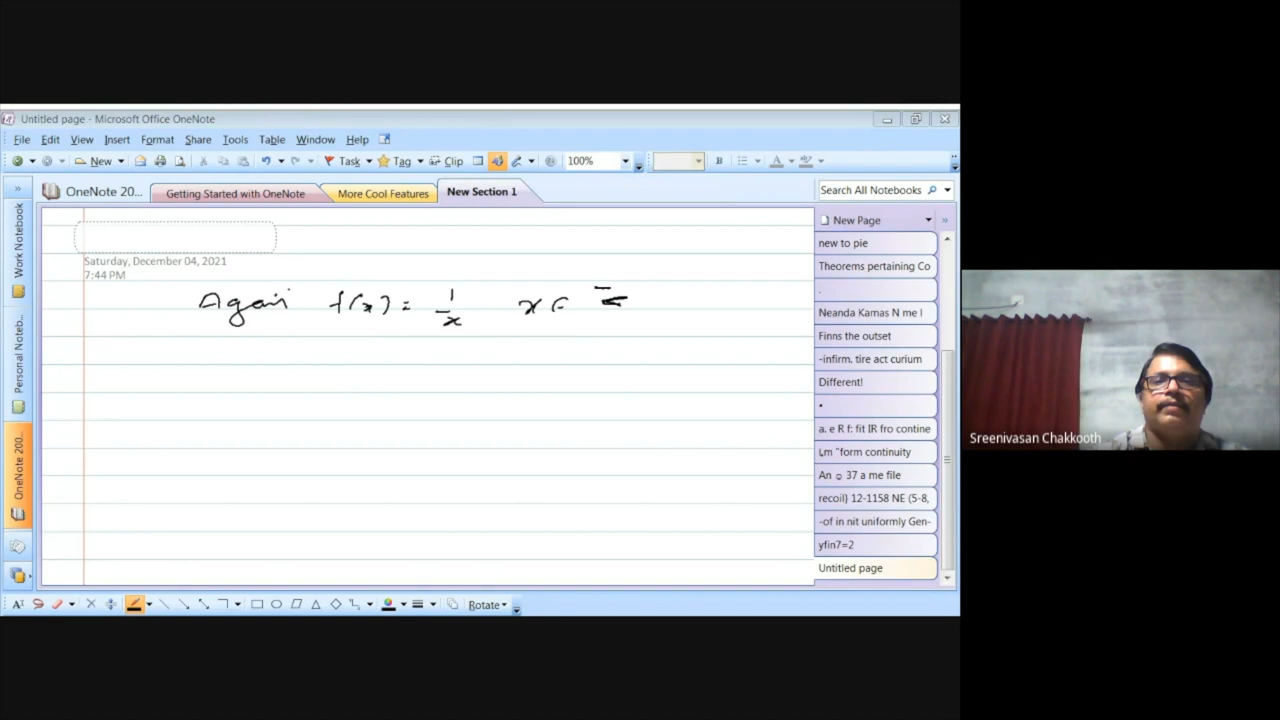 Untitled page - Microsoft Office OneNote
File Edit View Insert Format Share Tools Table Window Help
New Task Tag Clip 100% B A
OneNote 20... Getting Started with OneNote More Cool Features New Section 1 Search All Notebooks
New Page
Saturday, December 04, 2021
7:44 PM
Again f(x) = 1/x x ∈
new to pie
Theorems pertaining Co
.
Neanda Kamas N me l
Finns the outset
-infirm. tire act curium
Different!
•
a. e R f: fit IR fro contine
"form continuity
An ☺ 37 a me file
recoil} 12-1158 NE (5-8,
-of in nit uniformly Gen-
yfin7=2
Untitled page
Work Notebook
Personal Noteb...
OneNote 200...
Rotate
Sreenivasan Chakkooth